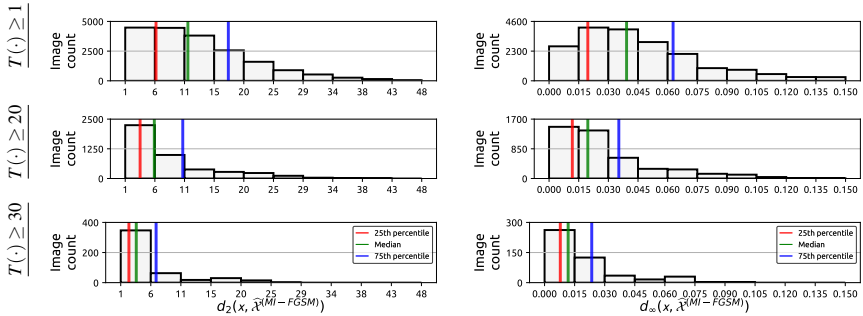 T(·) ≥ 1
Image count
5000
2500
0
1 6 11 15 20 25 29 34 38 43 48
Image count
4600
2300
0
0.000 0.015 0.030 0.045 0.060 0.075 0.090 0.105 0.120 0.135 0.150
T(·) ≥ 20
Image count
2500
1250
0
1 6 11 15 20 25 29 34 38 43 48
Image count
1700
850
0
0.000 0.015 0.030 0.045 0.060 0.075 0.090 0.105 0.120 0.135 0.150
T(·) ≥ 30
Image count
400
200
0
25th percentile
Median
75th percentile
1 6 11 15 20 25 29 34 38 43 48
d₂(x, X̂^(MI−FGSM))
Image count
300
150
0
25th percentile
Median
75th percentile
0.000 0.015 0.030 0.045 0.060 0.075 0.090 0.105 0.120 0.135 0.150
d∞(x, X̂^(MI−FGSM))